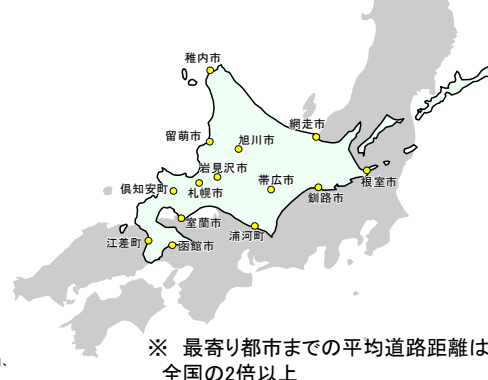 稚内市
網走市
留萌市
旭川市
岩見沢市
帯広市
根室市
倶知安町
札幌市
釧路市
室蘭市
浦河町
江差町
函館市
※ 最寄り都市までの平均道路距離は
全国の2倍以上
、